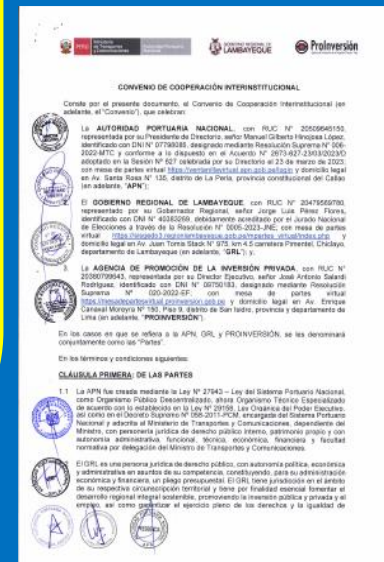 PERÚ Ministerio de Transportes y Comunicaciones Autoridad Portuaria Nacional
GOBIERNO REGIONAL DE
LAMBAYEQUE
ProInversión
CONVENIO DE COOPERACIÓN INTERINSTITUCIONAL
Conste por el presente documento, el Convenio de Cooperación Interinstitucional (en
adelante, el "Convenio"), que celebran:
La AUTORIDAD PORTUARIA NACIONAL, con RUC N° 20509645150,
representada por su Presidente de Directorio, señor Manuel Gilberto Hinojosa López,
identificado con DNI N° 07798085, designado mediante Resolución Suprema N° 006-
2022-MTC y conforme a lo dispuesto en el Acuerdo N° 2673-627-23/03/2023/D
adoptado en la Sesión N° 627 celebrada por su Directorio el 23 de marzo de 2023;
con mesa de partes virtual y domicilio legal
en Av. Santa Rosa N° 135, distrito de La Perla, provincia constitucional del Callao
(en adelante, "APN");
El GOBIERNO REGIONAL DE LAMBAYEQUE, con RUC N° 20479569780,
representado por su Gobernador Regional, señor Jorge Luis Pérez Flores,
identificado con DNI N° debidamente acreditado por el Jurado Nacional
de Elecciones a través de la Resolución N° 0005-2023-JNE; con mesa de partes
virtual y
domicilio legal en Av. Juan Tomis Stack N° 975, km 4.5 carretera Pimentel, Chiclayo,
departamento de Lambayeque (en adelante, "GRL"); y,
3. La AGENCIA DE PROMOCIÓN DE LA INVERSIÓN PRIVADA, con RUC N°
20380799643, representada por su Director Ejecutivo, señor José Antonio Salardi
Rodríguez, identificado con DNI N° 09750183, designado mediante Resolución
Suprema N° 020-2022-EF; con mesa de partes virtual
y domicilio legal en Av. Enrique
Canaval Moreyra N° 150, Piso 9, distrito de San Isidro, provincia y departamento de
Lima (en adelante, "PROINVERSIÓN").
En los casos en que se refiera a la APN, GRL y PROINVERSIÓN, se les denominará
conjuntamente como las "Partes".
En los términos y condiciones siguientes:
CLÁUSULA PRIMERA: DE LAS PARTES
1.1 La APN fue creada mediante la Ley N° 27943 – Ley del Sistema Portuario Nacional,
como Organismo Público Descentralizado, ahora Organismo Técnico Especializado
de acuerdo con lo establecido en la Ley N° 29158, Ley Orgánica del Poder Ejecutivo,
así como en el Decreto Supremo N° 058-2011-PCM, encargada del Sistema Portuario
Nacional y adscrita al Ministerio de Transportes y Comunicaciones, dependiente del
Ministro, con personería jurídica de derecho público interno, patrimonio propio y con
autonomía administrativa, funcional, técnica, económica, financiera y facultad
normativa por delegación del Ministro de Transportes y Comunicaciones.
El GRL es una persona jurídica de derecho público, con autonomía política, económica
y administrativa en asuntos de su competencia, constituyendo, para su administración
económica y financiera, un pliego presupuestal. El GRL tiene jurisdicción en el ámbito
de su respectiva circunscripción territorial y tiene por finalidad esencial fomentar el
desarrollo regional integral sostenible, promoviendo la inversión pública y privada y el
empleo, así como garantizar el ejercicio pleno de los derechos y la igualdad de